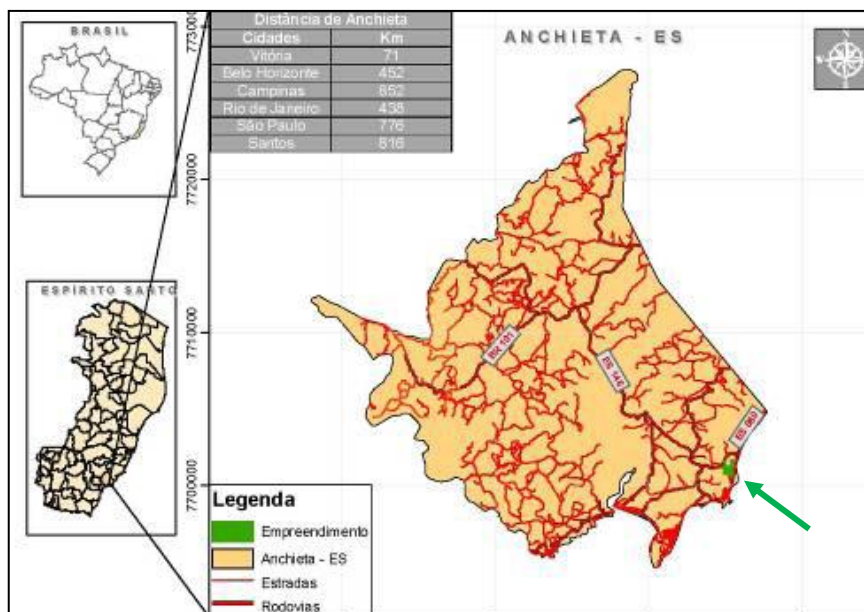 BRASIL
Distância de Anchieta
Cidades Km
Vitória 71
Belo Horizonte 452
Campinas 852
Rio de Janeiro 438
São Paulo 776
Santos 816
ANCHIETA - ES
7730000
7720000
7710000
7700000
ESPÍRITO SANTO
BR 101
ES 146
ES 060
Legenda
Empreendimento
Anchieta - ES
Estradas
Rodovias